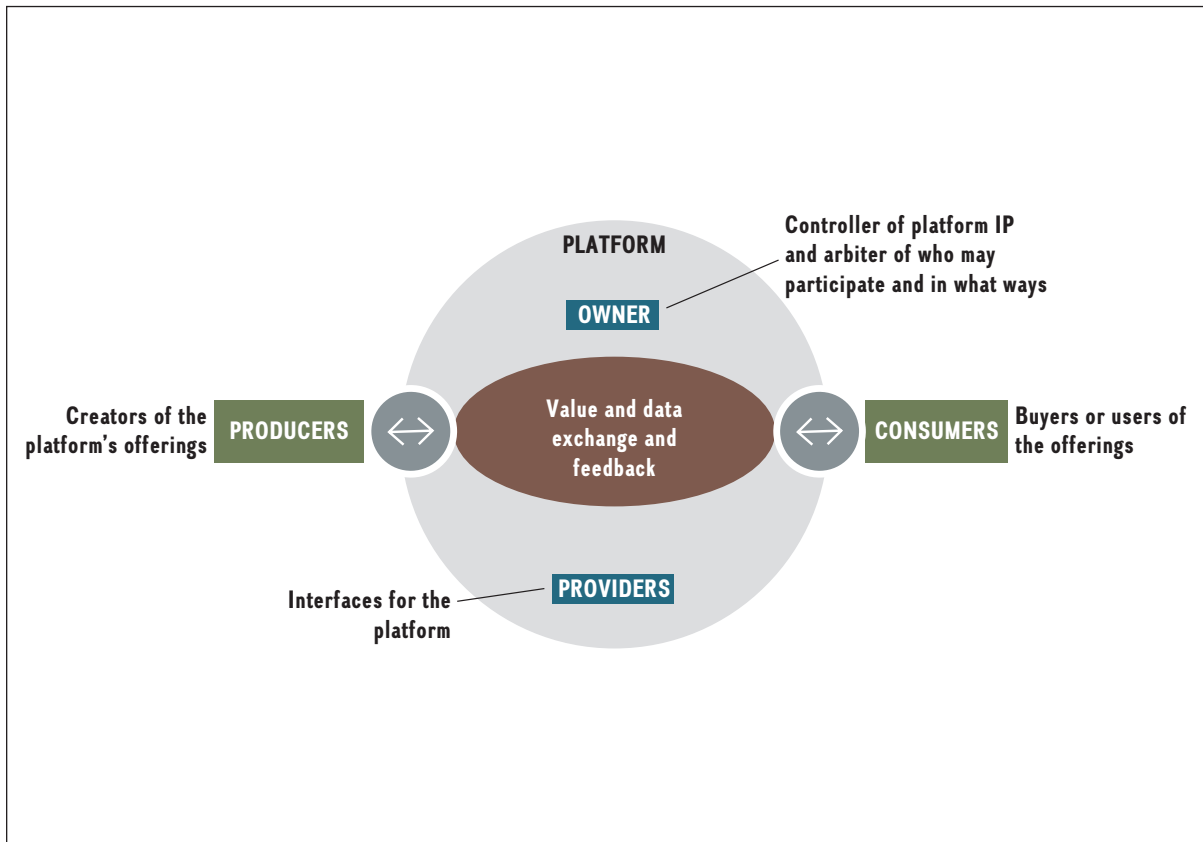 PLATFORM
Controller of platform IP
and arbiter of who may
participate and in what ways
OWNER
Creators of the
platform’s offerings
PRODUCERS
Value and data
exchange and
feedback
CONSUMERS
Buyers or users of
the offerings
PROVIDERS
Interfaces for the
platform